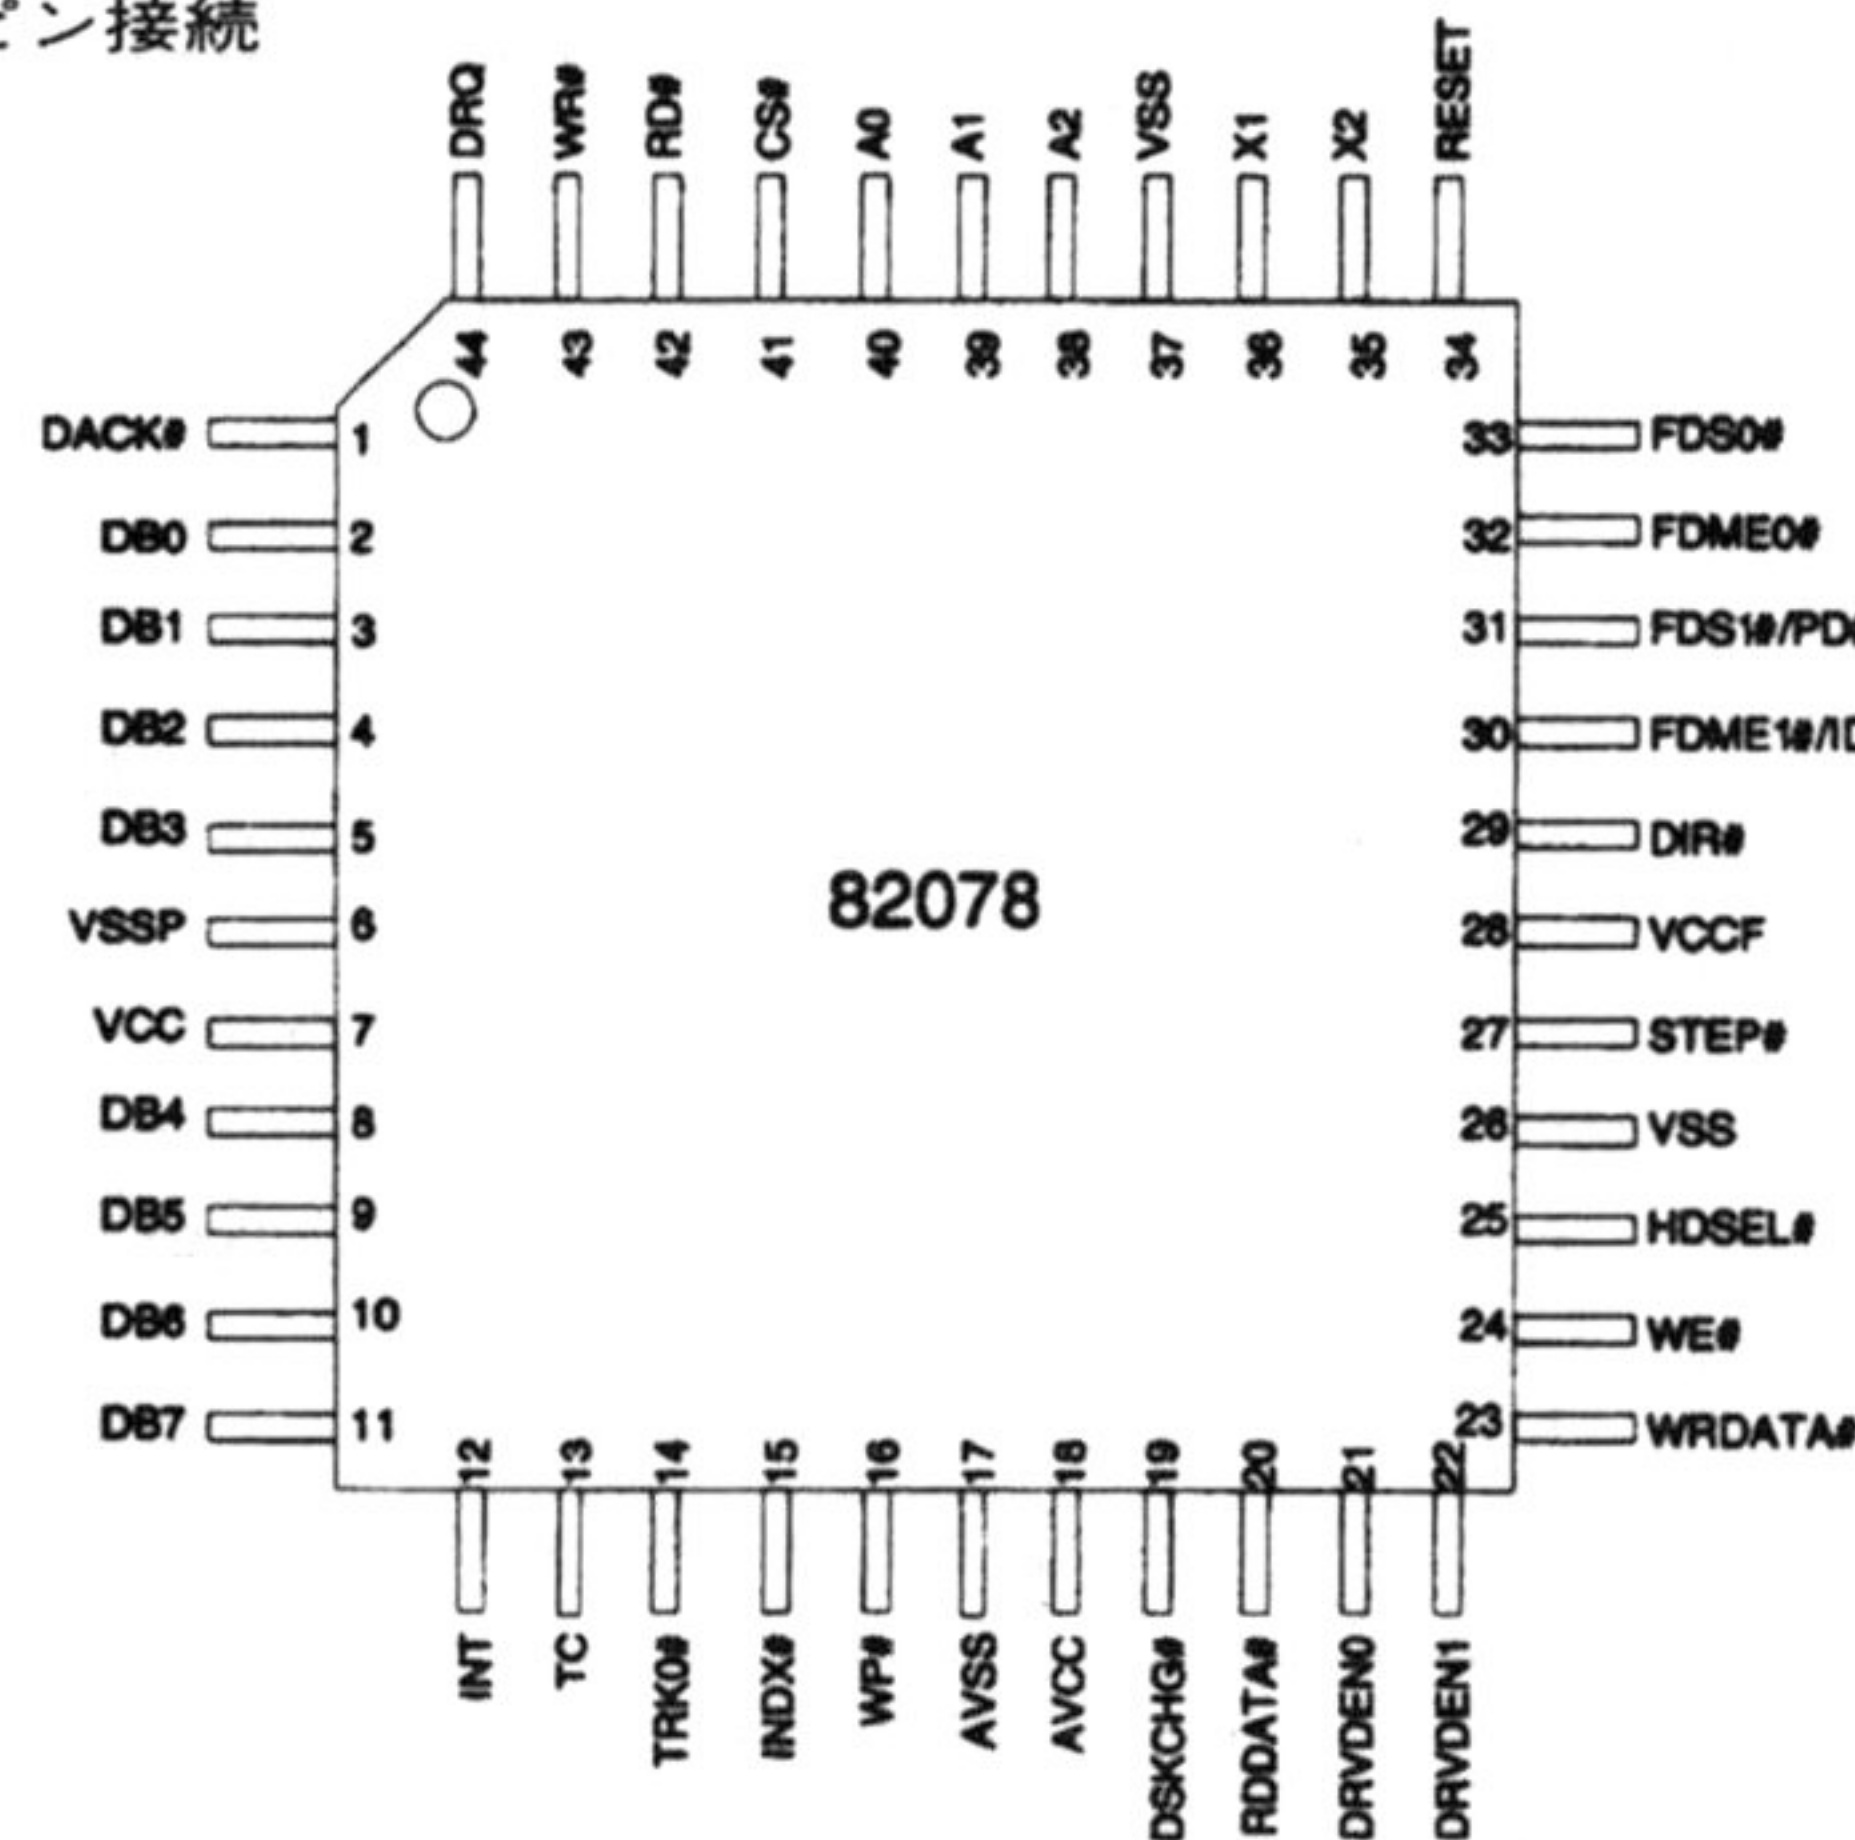 ピン接続
DRQ
WR#
RD#
CS#
A0
A1
A2
VSS
X1
X2
RESET
44
43
42
41
40
39
38
37
36
35
34
DACK# 1
DB0 2
DB1 3
DB2 4
DB3 5
VSSP 6
VCC 7
DB4 8
DB5 9
DB6 10
DB7 11
82078
33 FDS0#
32 FDME0#
31 FDS1#/PD
30 FDME1#/ID
29 DIR#
28 VCCF
27 STEP#
26 VSS
25 HDSEL#
24 WE#
23 WRDATA#
12
13
14
15
16
17
18
19
20
21
22
INT
TC
TRK0#
INDX#
WP#
AVSS
AVCC
DSKCHG#
RDDATA#
DRVDEN0
DRVDEN1